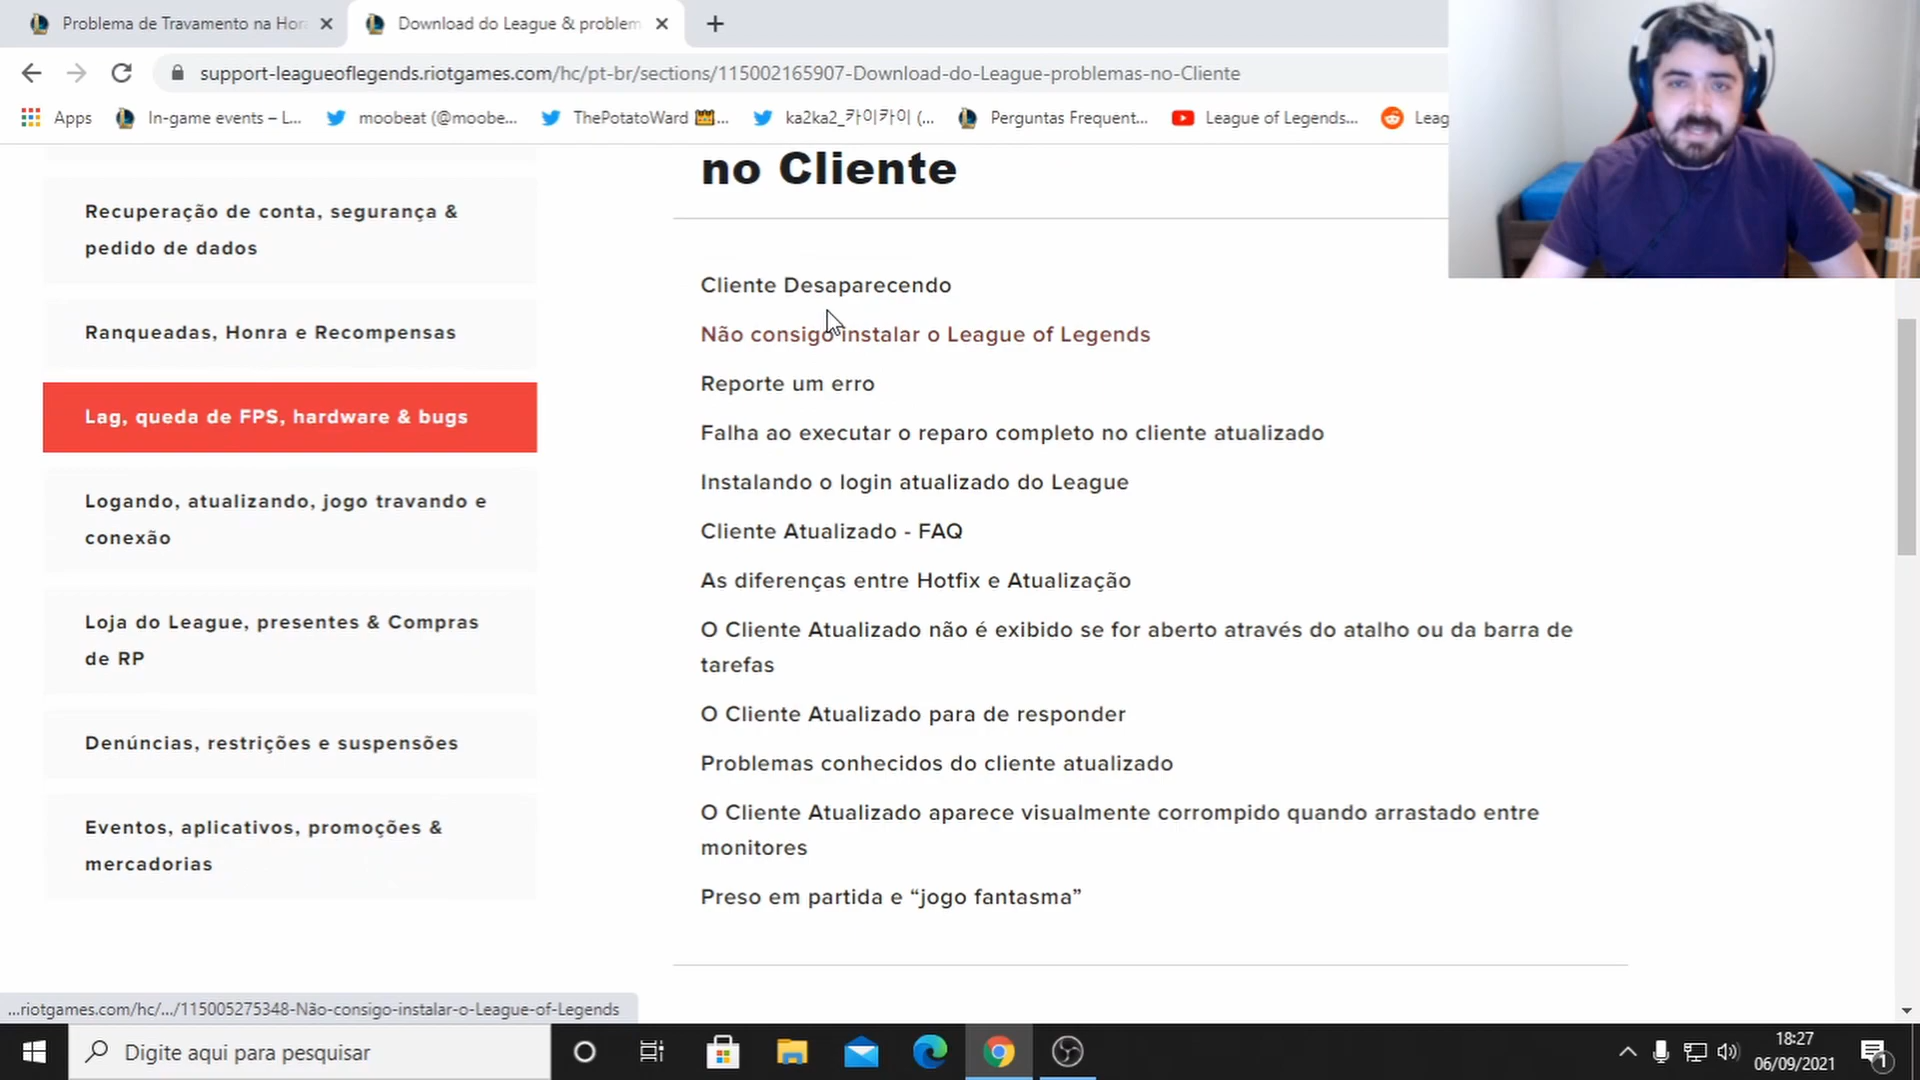 Problema de Travamento na Hor
Download do League & problem
support-leagueoflegends.riotgames.com/hc/pt-br/sections/115002165907-Download-do-League-problemas-no-Cliente
Apps
In-game events – L...
moobeat (@moobe...
ThePotatoWard 👑...
ka2ka2_카이카이 (...
Perguntas Frequent...
League of Legends...
Leag
no Cliente
Recuperação de conta, segurança &
pedido de dados
Ranqueadas, Honra e Recompensas
Lag, queda de FPS, hardware & bugs
Logando, atualizando, jogo travando e
conexão
Loja do League, presentes & Compras
de RP
Denúncias, restrições e suspensões
Eventos, aplicativos, promoções &
mercadorias
Cliente Desaparecendo
Não consigo instalar o League of Legends
Reporte um erro
Falha ao executar o reparo completo no cliente atualizado
Instalando o login atualizado do League
Cliente Atualizado - FAQ
As diferenças entre Hotfix e Atualização
O Cliente Atualizado não é exibido se for aberto através do atalho ou da barra de
tarefas
O Cliente Atualizado para de responder
Problemas conhecidos do cliente atualizado
O Cliente Atualizado aparece visualmente corrompido quando arrastado entre
monitores
Preso em partida e “jogo fantasma”
...riotgames.com/hc/.../115005275348-Não-consigo-instalar-o-League-of-Legends
Digite aqui para pesquisar
18:27
06/09/2021
1